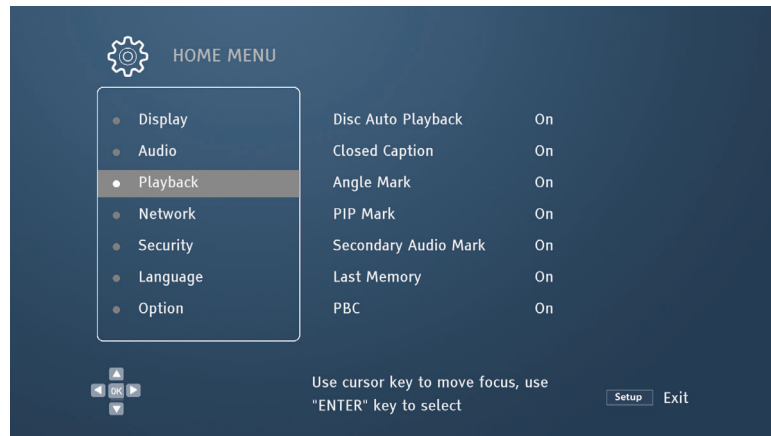 HOME MENU
Display
Audio
Playback
Network
Security
Language
Option
Disc Auto Playback On
Closed Caption On
Angle Mark On
PIP Mark On
Secondary Audio Mark On
Last Memory On
PBC On
OK
Use cursor key to move focus, use
"ENTER" key to select
Setup Exit